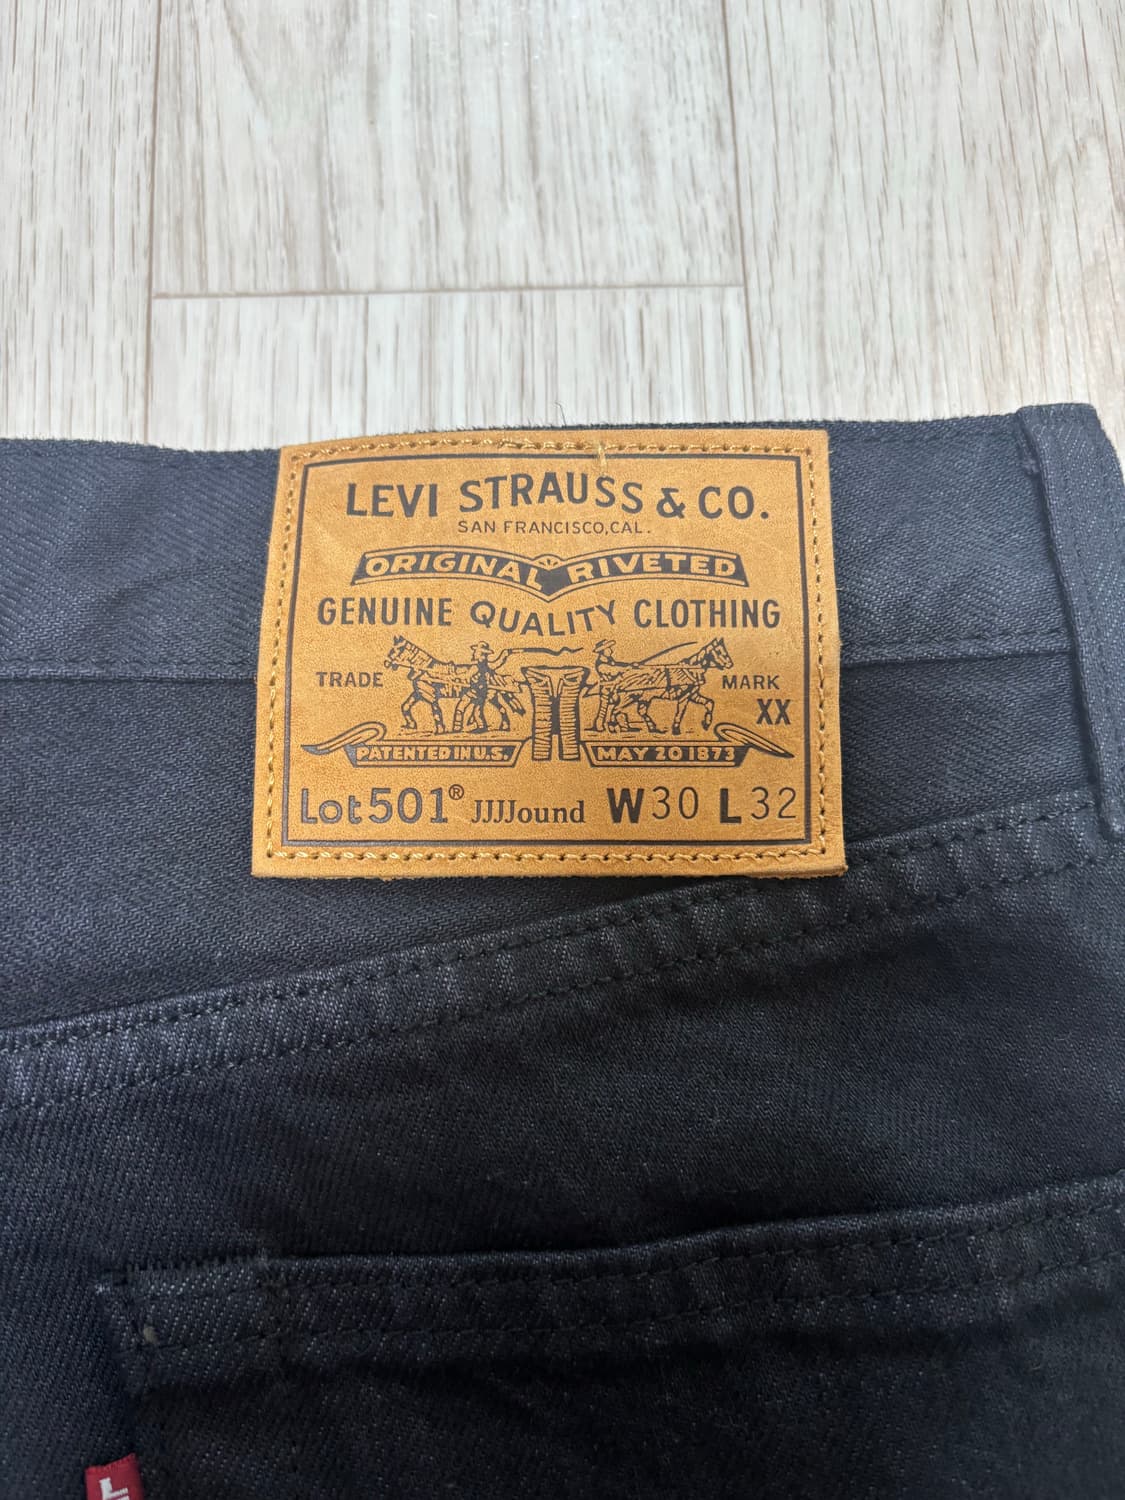 LEVI STRAUSS & CO.
SAN FRANCISCO, CAL.
ORIGINAL RIVETED
GENUINE QUALITY CLOTHING
TRADE MARK
XX
PATENTED IN U.S. MAY 20 1873
Lot 501® JJJJound W30 L32
L